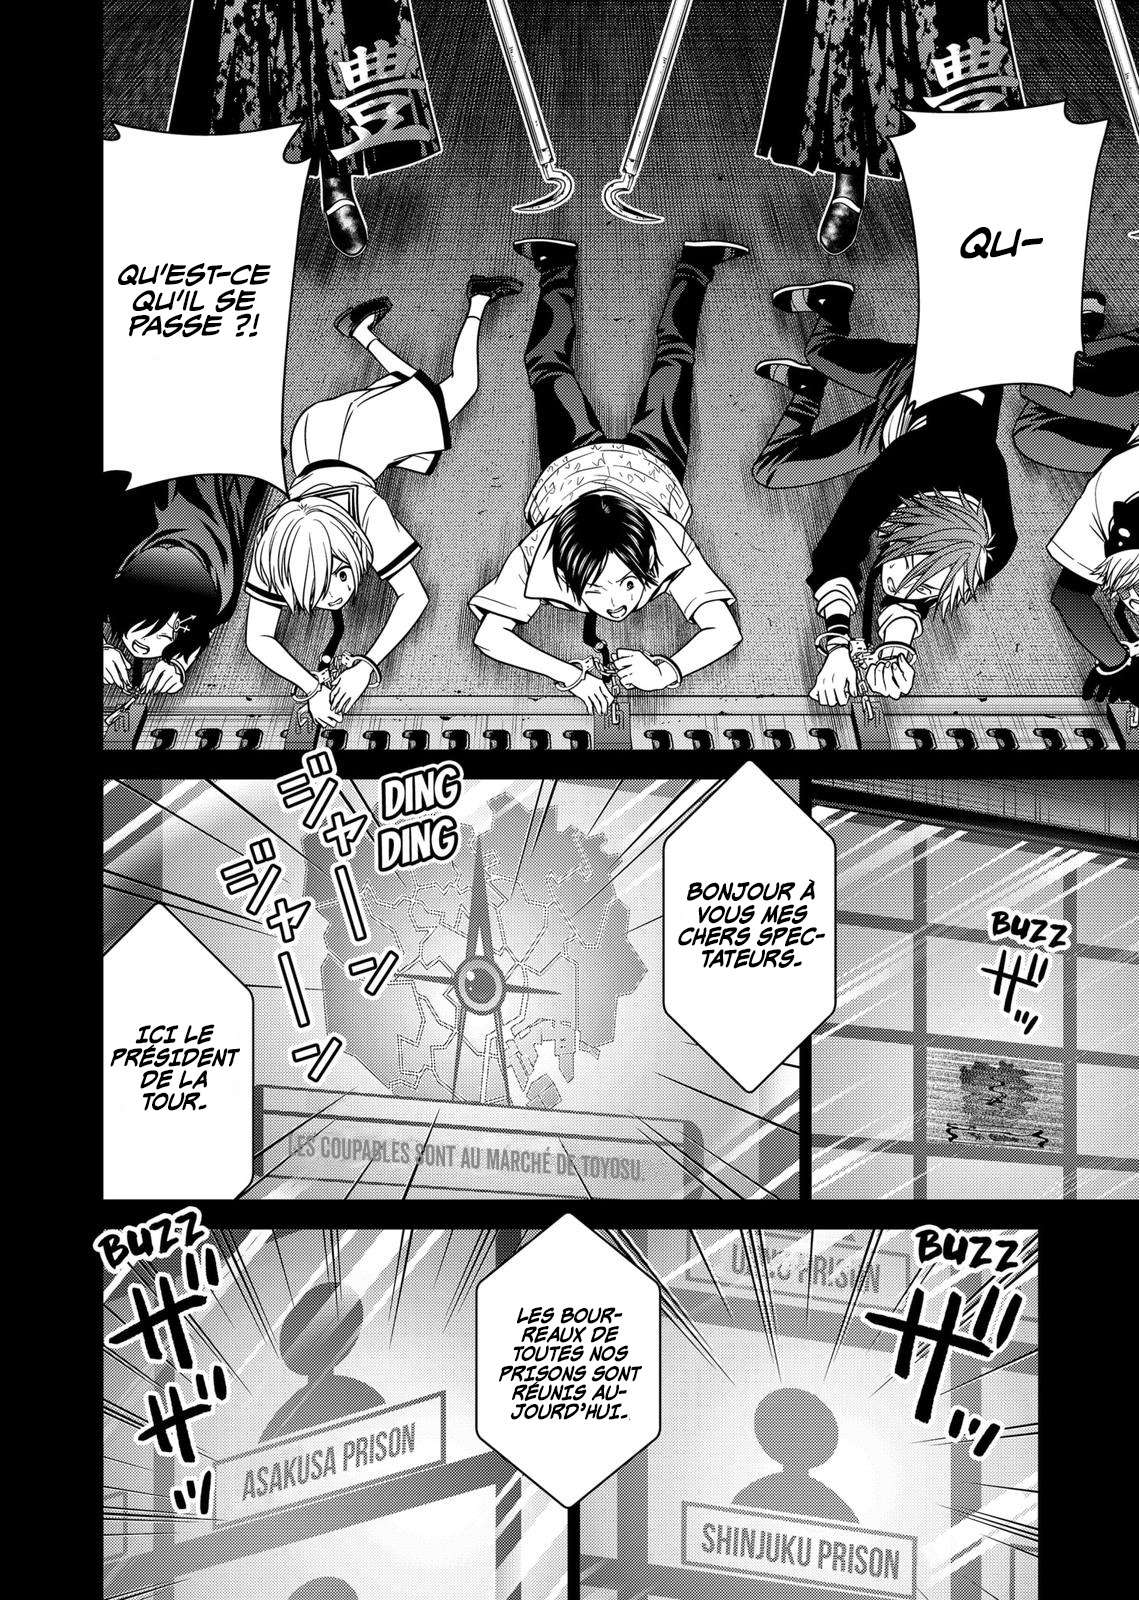 豊
豊
QU-
QU'EST-CE
QU'IL SE
PASSE ?!
BUZZ
ザッ
BONJOUR À
VOUS MES
CHERS SPEC-
TATEURS.
DING
DING
ジャーン
ジャーン
ICI LE
PRÉSIDENT
DE LA
TOUR.
LES COUPABLES SONT AU MARCHÉ DE TOYOSU.
BUZZ
ザザッ
UENO PRISON
LES BOUR-
REAUX DE
TOUTES NOS
PRISONS SONT
RÉUNIS AU-
JOURD'HUI.
BUZZ
ザザッ
ASAKUSA PRISON
SHINJUKU PRISON